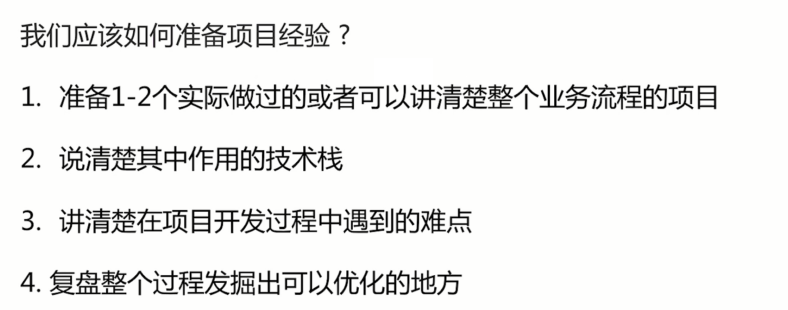 我们应该如何准备项目经验？
1. 准备1-2个实际做过的或者可以讲清楚整个业务流程的项目
2. 说清楚其中作用的技术栈
3. 讲清楚在项目开发过程中遇到的难点
4. 复盘整个过程发掘出可以优化的地方